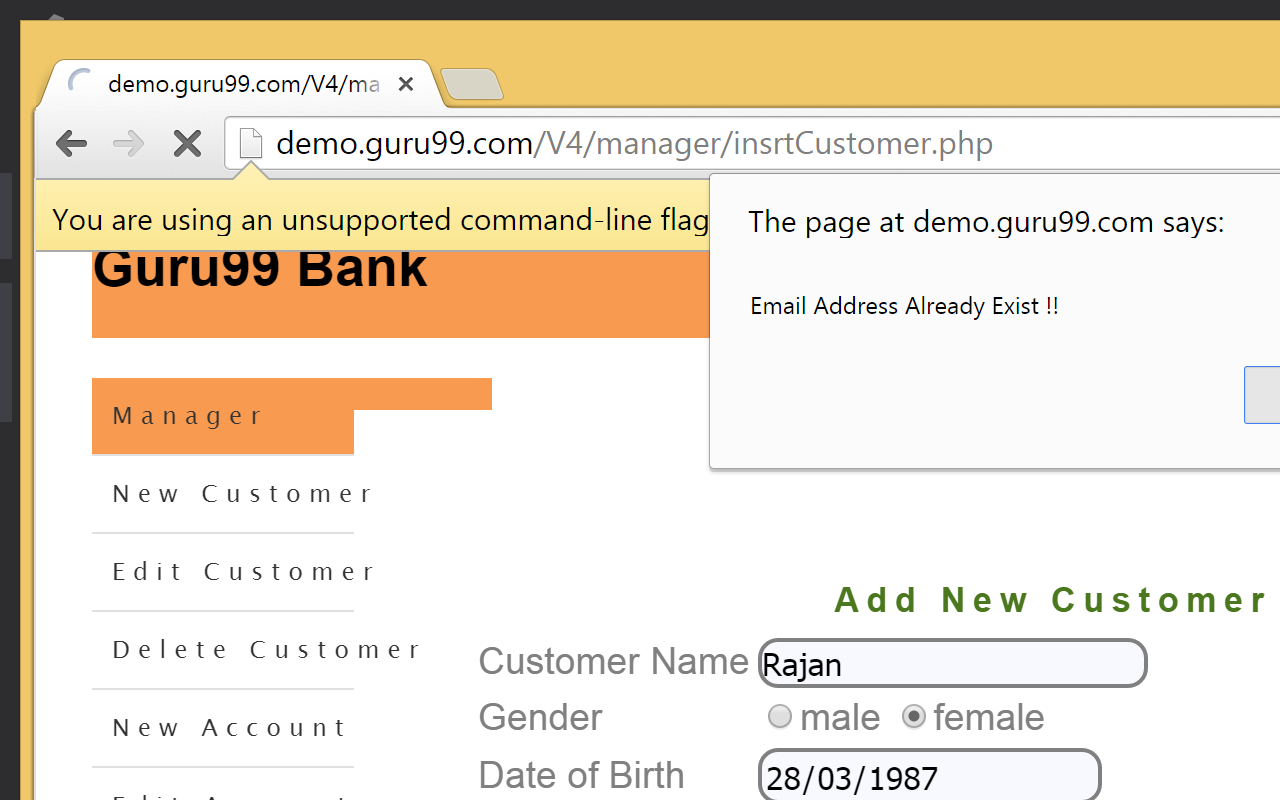 demo.guru99.com/V4/ma
demo.guru99.com/V4/manager/insrtCustomer.php
You are using an unsupported command-line flag
The page at demo.guru99.com says:
Email Address Already Exist !!
Guru99 Bank
Manager
New Customer
Edit Customer
Delete Customer
New Account
Add New Customer
Customer Name Rajan
Gender male female
Date of Birth 28/03/1987